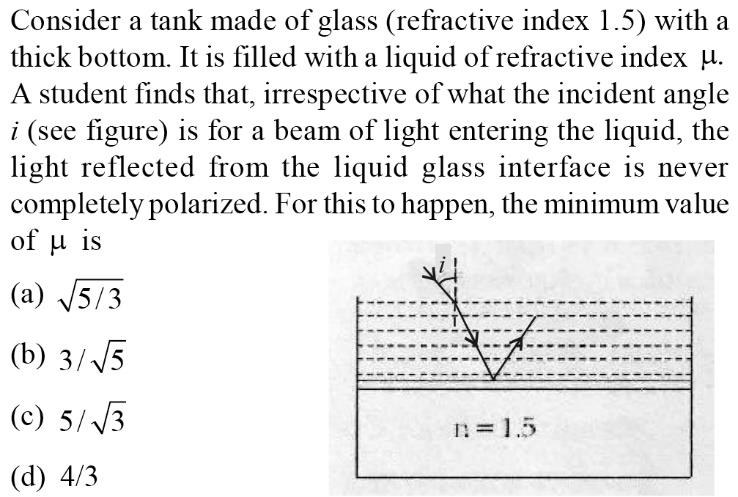 Consider a tank made of glass (refractive index 1.5) with a
thick bottom. It is filled with a liquid of refractive index μ.
A student finds that, irrespective of what the incident angle
i (see figure) is for a beam of light entering the liquid, the
light reflected from the liquid glass interface is never
completely polarized. For this to happen, the minimum value
of μ is
(a) √5/3
(b) 3/√5
(c) 5/√3
(d) 4/3
i
n = 1.5